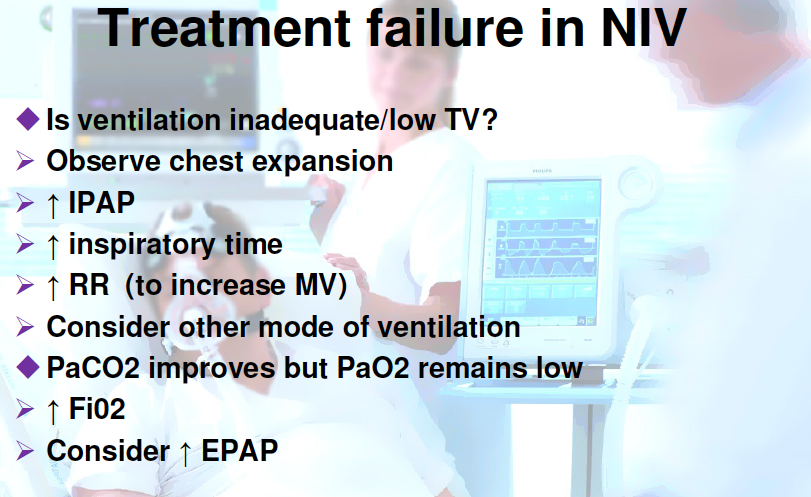 Treatment failure in NIV
◆ Is ventilation inadequate/low TV?
➢ Observe chest expansion
➢ ↑ IPAP
➢ ↑ inspiratory time
➢ ↑ RR (to increase MV)
➢ Consider other mode of ventilation
◆ PaCO2 improves but PaO2 remains low
➢ ↑ Fi02
➢ Consider ↑ EPAP
PHILIPS